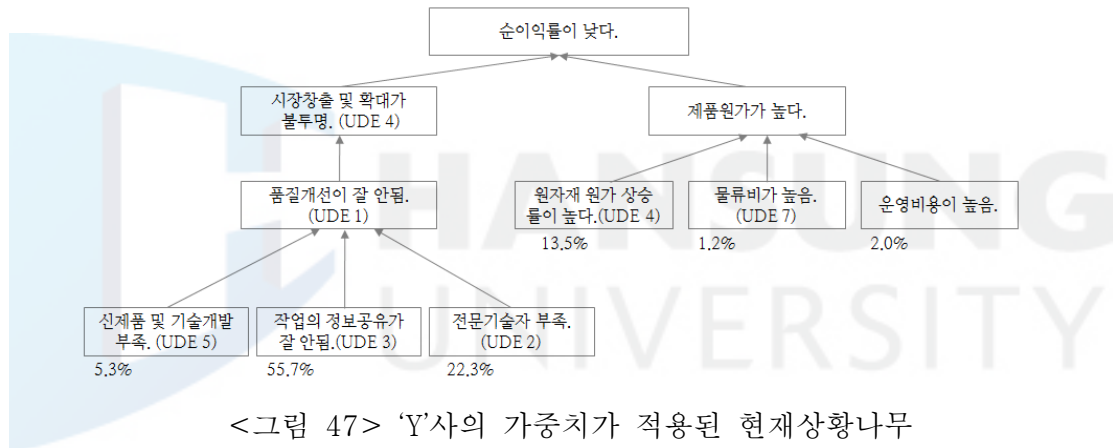 순이익률이 낮다.
시장창출 및 확대가
불투명. (UDE 4)
제품원가가 높다.
품질개선이 잘 안됨.
(UDE 1)
원자재 원가 상승
률이 높다.(UDE 4)
물류비가 높음.
(UDE 7)
운영비용이 높음.
13.5%
1.2%
2.0%
신제품 및 기술개발
부족. (UDE 5)
작업의 정보공유가
잘 안됨.(UDE 3)
전문기술자 부족.
(UDE 2)
5.3%
55.7%
22.3%
<그림 47> ‘Y’사의 가중치가 적용된 현재상황나무
HANSUNG
UNIVERSITY